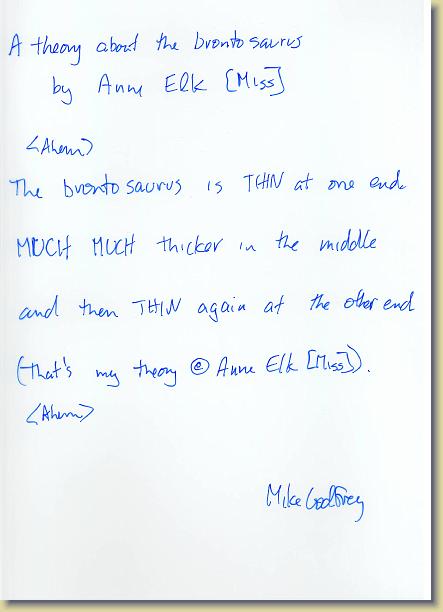 A theory about the brontosaurus
by Anne Elk [Miss]
<Ahem>
The brontosaurus is THIN at one end.
MUCH MUCH thicker in the middle
and then THIN again at the other end
(that's my theory © Anne Elk [Miss]).
<Ahem>
Mike Godfrey